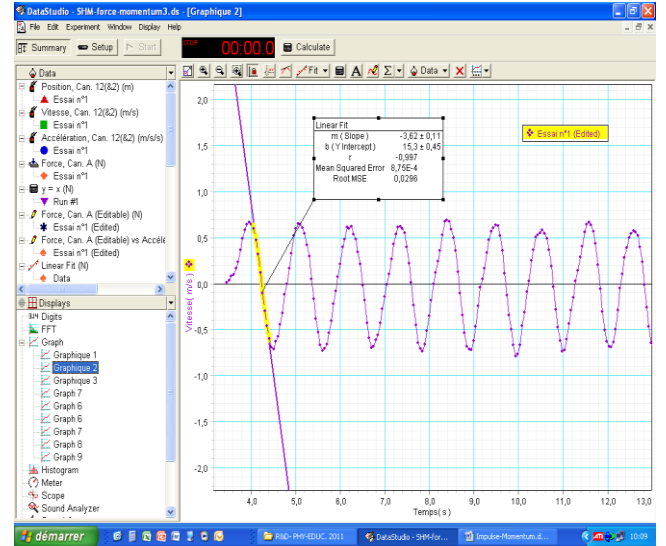 DataStudio - SHM-force-momentum3.ds - [Graphique 2]
File Edit Experiment Window Display Help
Summary Setup Start STOP 00:00.0 Calculate
Data
Fit Σ Data
Position, Can. 12(&2) (m)
Essai n°1
Vitesse, Can. 12(&2) (m/s)
Essai n°1
Accélération, Can. 12(&2) (m/s/s)
Essai n°1
Force, Can. A (N)
Essai n°1
y = x (N)
Run #1
Force, Can. A (Editable) (N)
Essai n°1 (Edited)
Force, Can. A (Editable) vs Accélé
Essai n°1 (Edited)
Linear Fit (N)
Data
Displays
Digits
FFT
Graph
Graphique 1
Graphique 2
Graphique 3
Graph 7
Graph 6
Graph 6
Graph 7
Graph 8
Graph 9
Histogram
Meter
Scope
Sound Analyzer
Linear Fit
m ( Slope ) -3,62 ± 0,11
b ( Y Intercept ) 15,3 ± 0,45
r -0,997
Mean Squared Error 8,75E-4
Root MSE 0,0296
Essai n°1 (Edited)
2,0
1,5
1,0
0,5
0,0
-0,5
-1,0
-1,5
-2,0
Vitesse( m/s )
4,0 5,0 6,0 7,0 8,0 9,0 10,0 11,0 12,0 13,0
Temps( s )
démarrer R&D- PHY-EDUC. 2011 DataStudio - SHM-for... Impulse-Momentum.d... 10:09